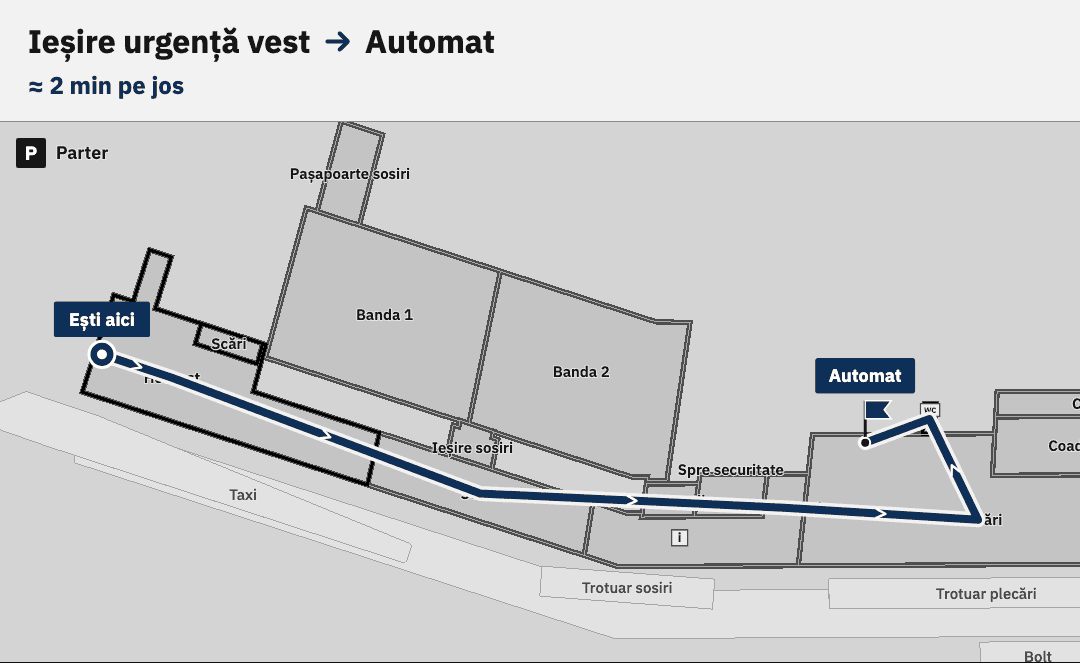 Ieșire urgență vest → Automat
≈ 2 min pe jos
P Parter
Pașapoarte sosiri
Banda 1
Ești aici
Scări
Banda 2
Automat
WC
Ieșire sosiri
Spre securitate
Taxi
i
Trotuar sosiri
Trotuar plecări
Bolt